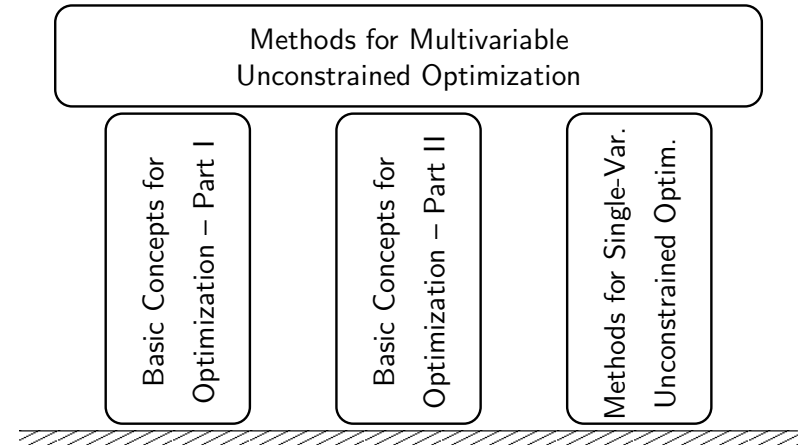 Methods for Multivariable
Unconstrained Optimization
Basic Concepts for
Optimization – Part I
Basic Concepts for
Optimization – Part II
Methods for Single-Var.
Unconstrained Optim.